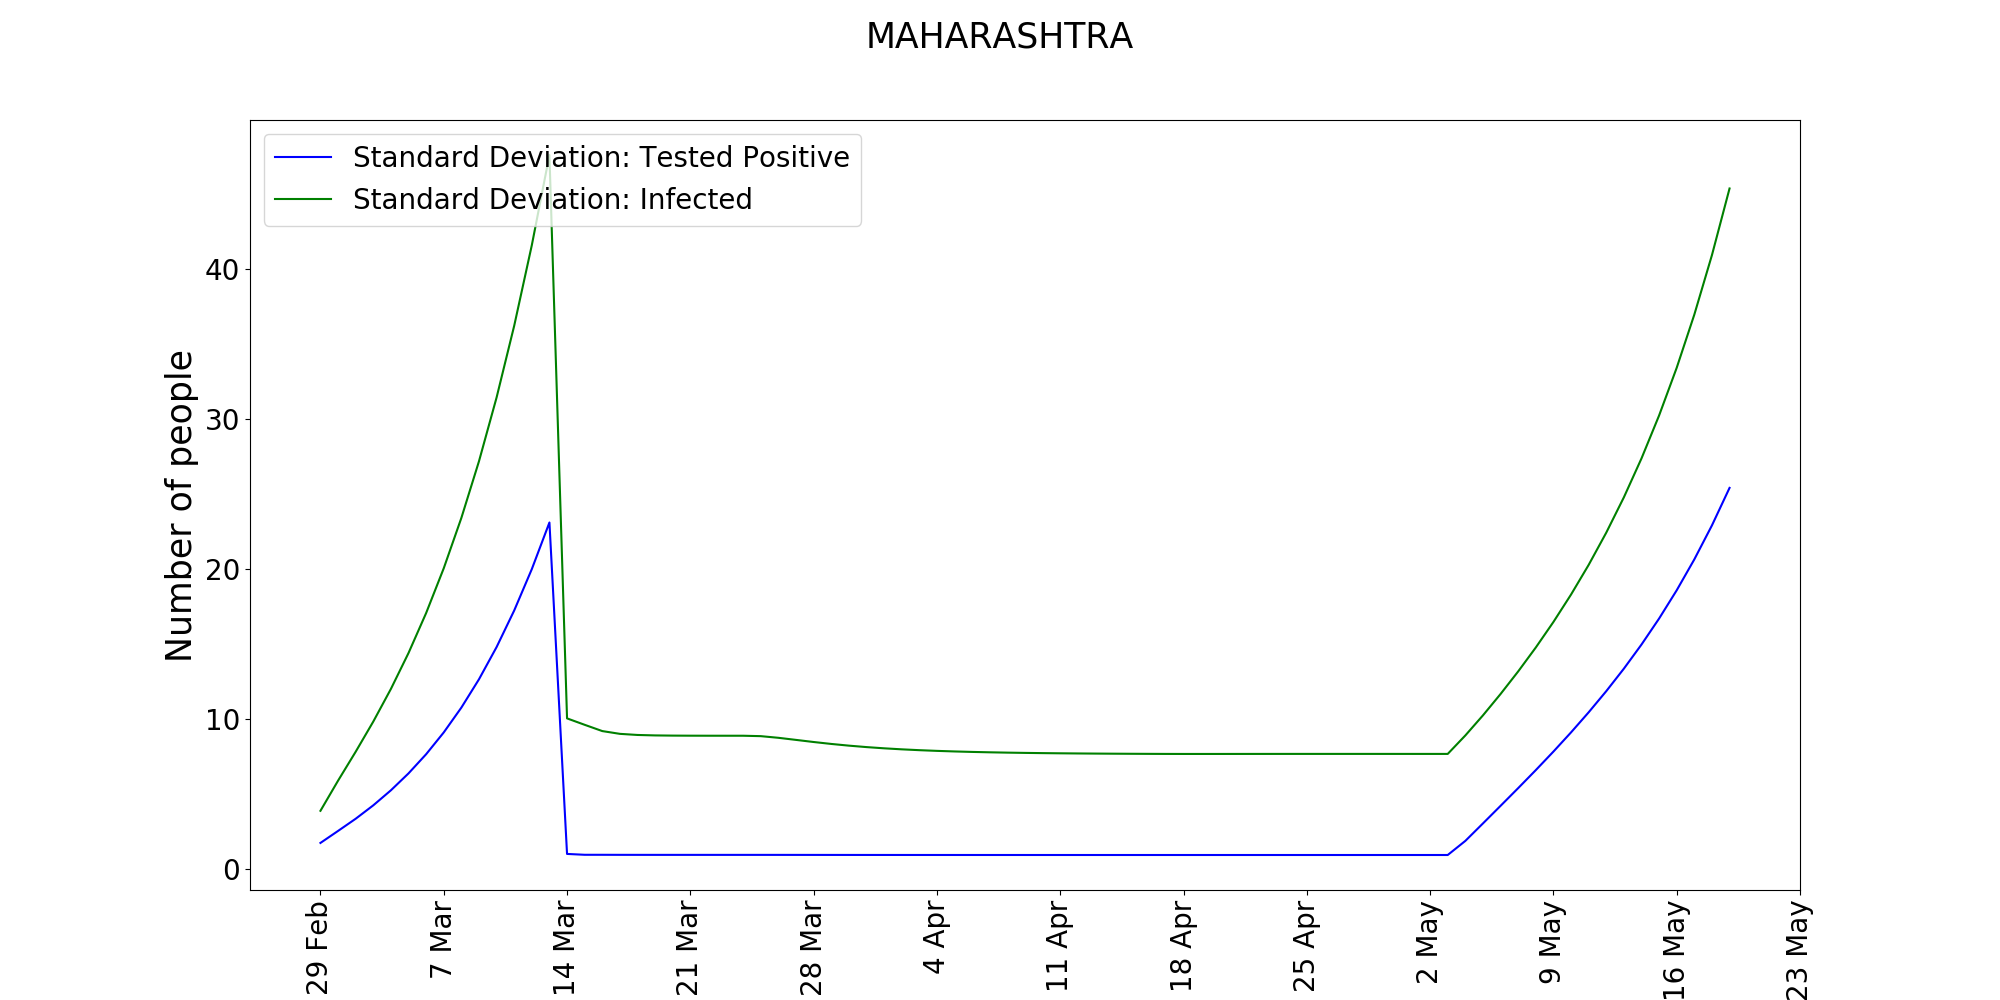 MAHARASHTRA
Standard Deviation: Tested Positive
Standard Deviation: Infected
Number of people
40
30
20
10
0
29 Feb
7 Mar
14 Mar
21 Mar
28 Mar
4 Apr
11 Apr
18 Apr
25 Apr
2 May
9 May
16 May
23 May